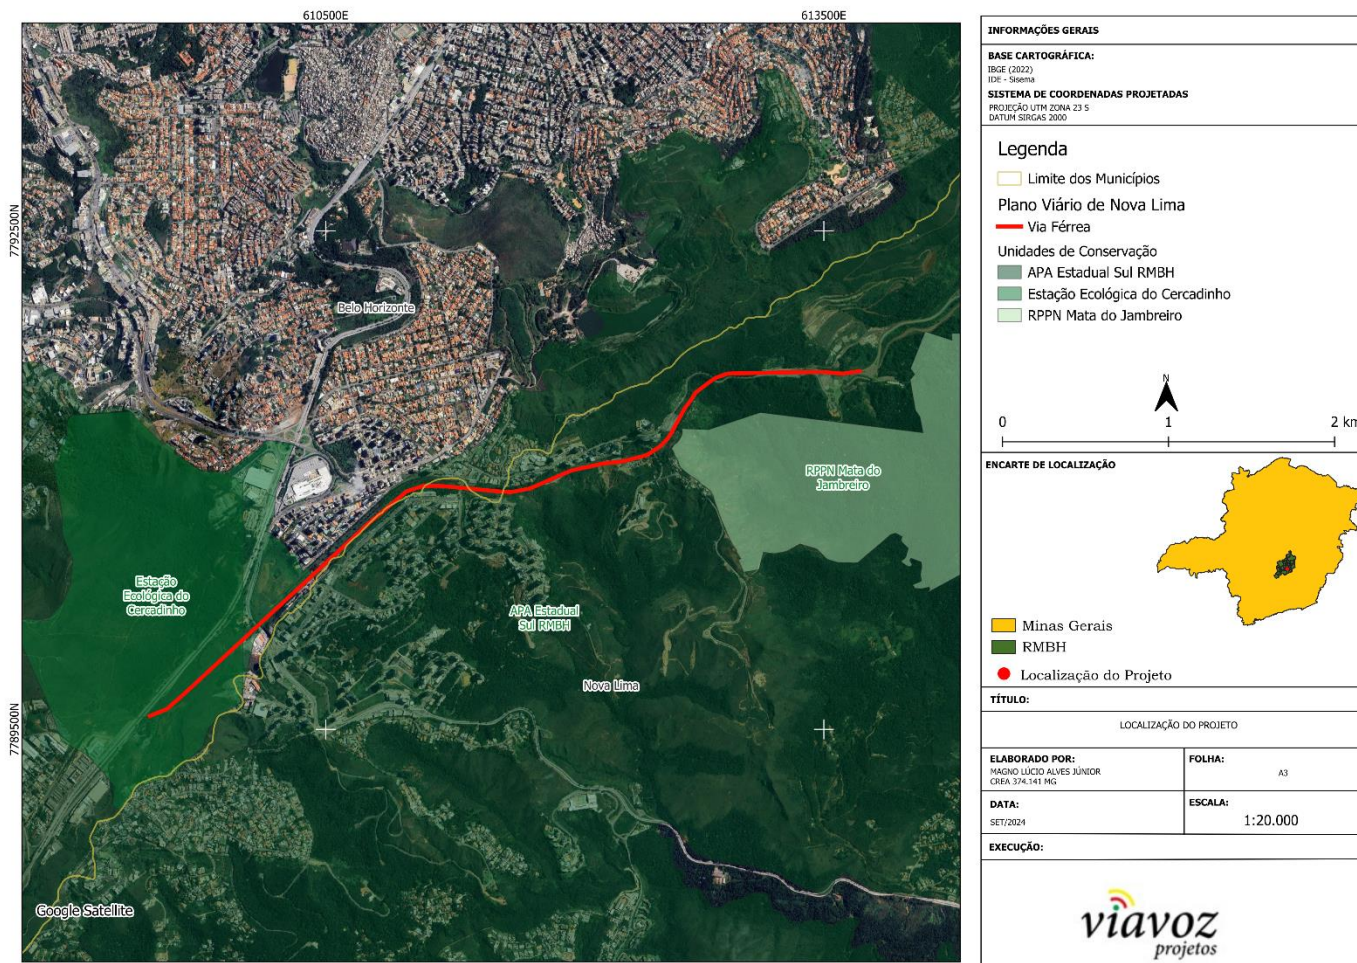 610500E
613500E
7792500N
7789500N
Belo Horizonte
RPPN Mata do
Jambreiro
Estação
Ecológica do
Cercadinho
APA Estadual
Sul RMBH
Nova Lima
Google Satellite
INFORMAÇÕES GERAIS
BASE CARTOGRÁFICA:
IBGE (2022)
IDE - Sisema
SISTEMA DE COORDENADAS PROJETADAS
PROJEÇÃO UTM ZONA 23 S
DATUM SIRGAS 2000
Legenda
Limite dos Municípios
Plano Viário de Nova Lima
Via Férrea
Unidades de Conservação
APA Estadual Sul RMBH
Estação Ecológica do Cercadinho
RPPN Mata do Jambreiro
N
0 1 2 km
ENCARTE DE LOCALIZAÇÃO
Minas Gerais
RMBH
Localização do Projeto
TÍTULO:
LOCALIZAÇÃO DO PROJETO
ELABORADO POR:
MAGNO LÚCIO ALVES JÚNIOR
CREA 374.141 MG
FOLHA:
A3
DATA:
SET/2024
ESCALA:
1:20.000
EXECUÇÃO:
viavoz
projetos